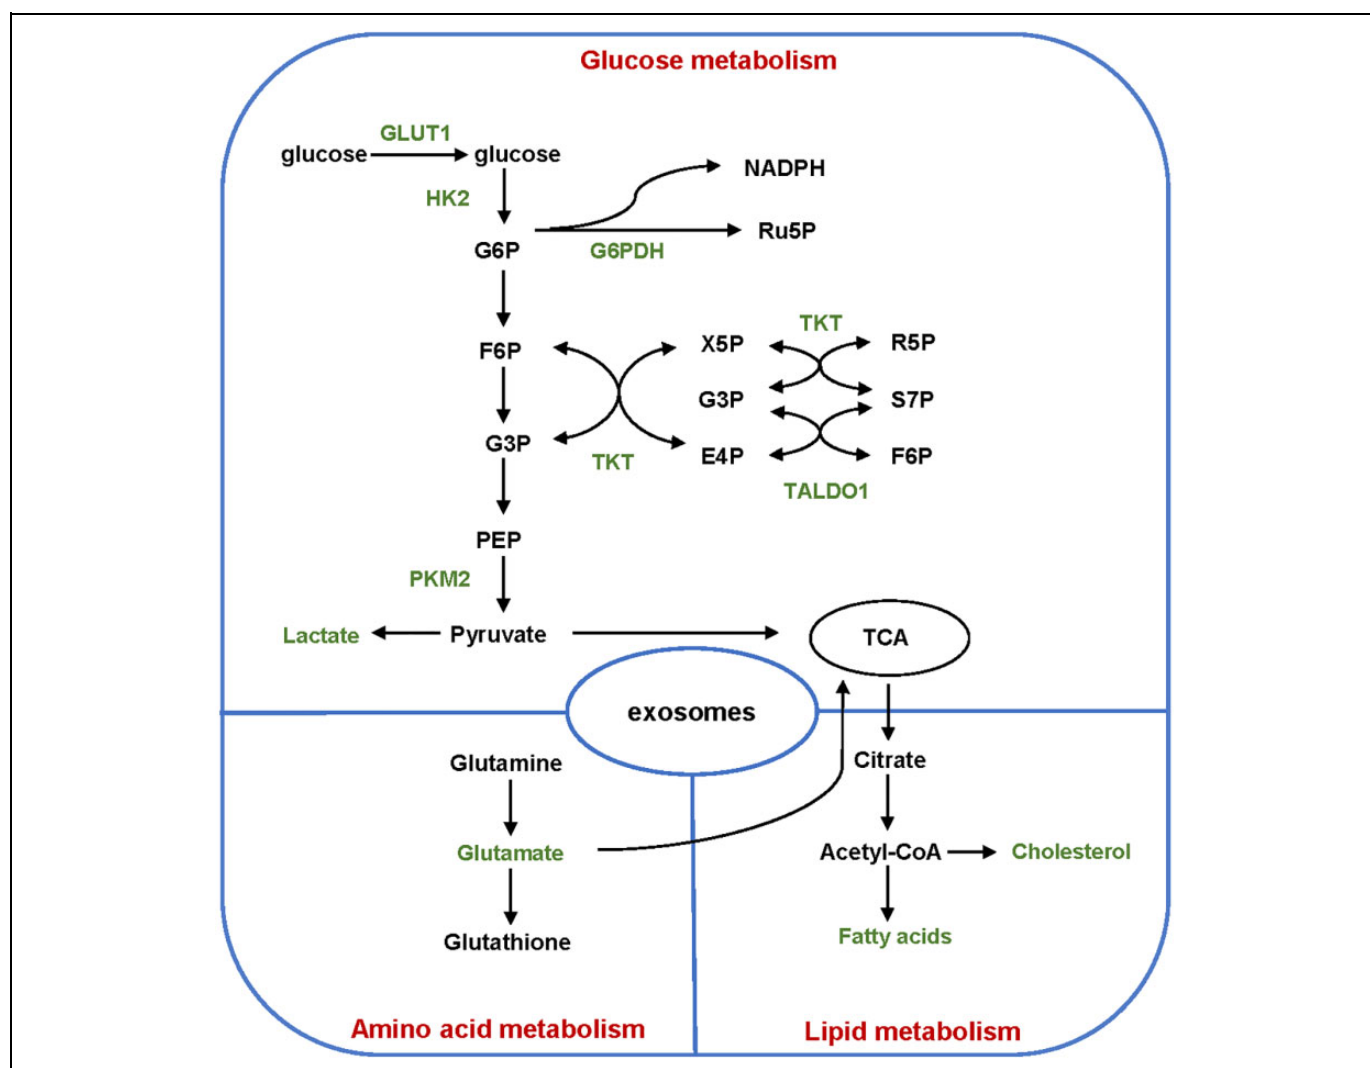 Glucose metabolism
GLUT1
glucose
glucose
HK2
NADPH
G6P
G6PDH
Ru5P
F6P
X5P
TKT
R5P
G3P
S7P
G3P
TKT
E4P
F6P
TALDO1
PEP
PKM2
Lactate
Pyruvate
TCA
exosomes
Glutamine
Citrate
Glutamate
Acetyl-CoA
Cholesterol
Glutathione
Fatty acids
Amino acid metabolism
Lipid metabolism